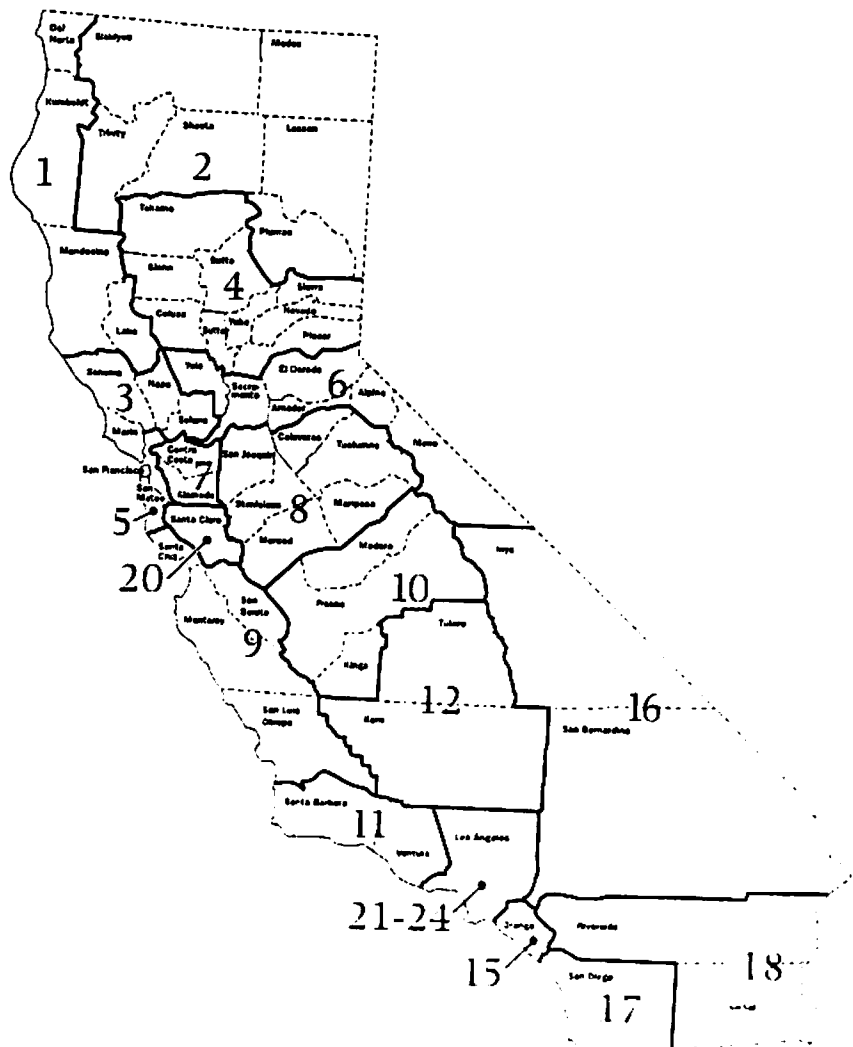 Del
Norte
Siskiyou
Modoc
Humboldt
Trinity
Shasta
Lassen
1
2
Tehama
Plumas
Mendocino
Glenn
Butte
4
Sierra
Colusa
Nevada
Yuba
Sutter
Lake
Placer
Sonoma
Napa
Yolo
El Dorado
3
Sacra-
mento
6
Alpine
Amador
Solano
Marin
Calaveras
Tuolumne
Mono
Contra
Costa
San Joaquin
San Francisco
7
San
Mateo
Alameda
Stanislaus
8
Mariposa
5
Santa Clara
Santa
Cruz
Merced
Madera
Inyo
20
10
San
Benito
Fresno
Monterey
Tulare
9
Kings
12
16
San Luis
Obispo
Kern
San Bernardino
Santa Barbara
11
Ventura
Los Angeles
21-24
Orange
Riverside
15
San Diego
18
17